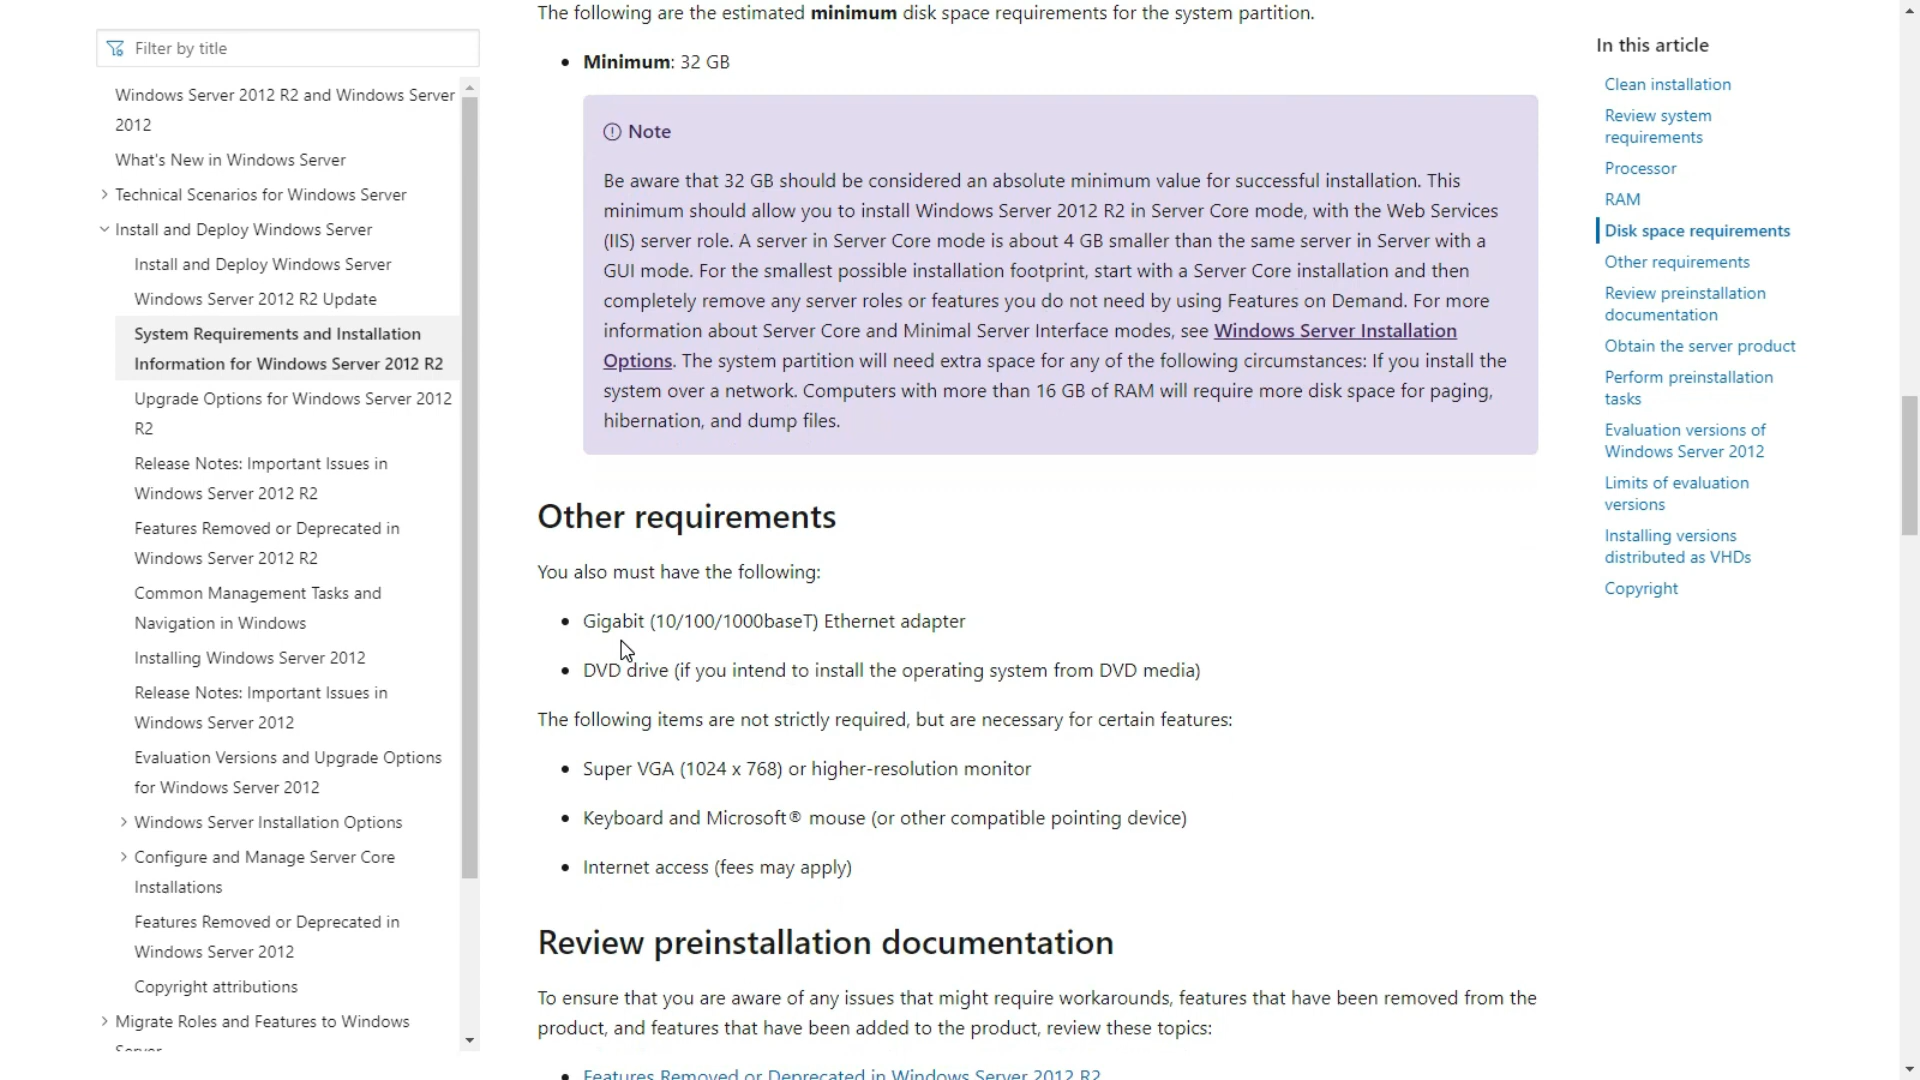 Filter by title
Windows Server 2012 R2 and Windows Server
2012
What's New in Windows Server
Technical Scenarios for Windows Server
Install and Deploy Windows Server
Install and Deploy Windows Server
Windows Server 2012 R2 Update
System Requirements and Installation
Information for Windows Server 2012 R2
Upgrade Options for Windows Server 2012
R2
Release Notes: Important Issues in
Windows Server 2012 R2
Features Removed or Deprecated in
Windows Server 2012 R2
Common Management Tasks and
Navigation in Windows
Installing Windows Server 2012
Release Notes: Important Issues in
Windows Server 2012
Evaluation Versions and Upgrade Options
for Windows Server 2012
Windows Server Installation Options
Configure and Manage Server Core
Installations
Features Removed or Deprecated in
Windows Server 2012
Copyright attributions
Migrate Roles and Features to Windows
Server
The following are the estimated minimum disk space requirements for the system partition.
• Minimum: 32 GB
Note
Be aware that 32 GB should be considered an absolute minimum value for successful installation. This
minimum should allow you to install Windows Server 2012 R2 in Server Core mode, with the Web Services
(IIS) server role. A server in Server Core mode is about 4 GB smaller than the same server in Server with a
GUI mode. For the smallest possible installation footprint, start with a Server Core installation and then
completely remove any server roles or features you do not need by using Features on Demand. For more
information about Server Core and Minimal Server Interface modes, see Windows Server Installation
Options. The system partition will need extra space for any of the following circumstances: If you install the
system over a network. Computers with more than 16 GB of RAM will require more disk space for paging,
hibernation, and dump files.
Other requirements
You also must have the following:
• Gigabit (10/100/1000baseT) Ethernet adapter
• DVD drive (if you intend to install the operating system from DVD media)
The following items are not strictly required, but are necessary for certain features:
• Super VGA (1024 x 768) or higher-resolution monitor
• Keyboard and Microsoft® mouse (or other compatible pointing device)
• Internet access (fees may apply)
Review preinstallation documentation
To ensure that you are aware of any issues that might require workarounds, features that have been removed from the
product, and features that have been added to the product, review these topics:
• Features Removed or Deprecated in Windows Server 2012 R2
In this article
Clean installation
Review system
requirements
Processor
RAM
Disk space requirements
Other requirements
Review preinstallation
documentation
Obtain the server product
Perform preinstallation
tasks
Evaluation versions of
Windows Server 2012
Limits of evaluation
versions
Installing versions
distributed as VHDs
Copyright